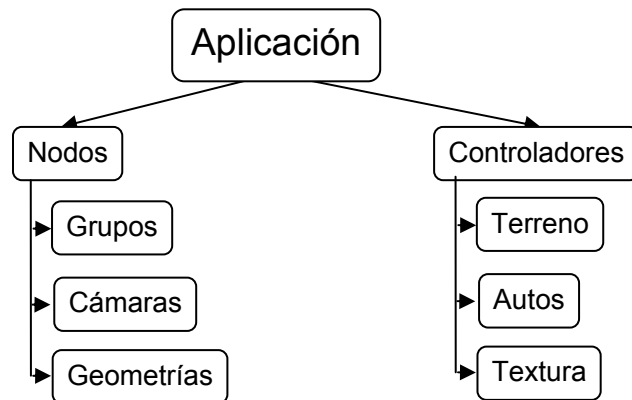 Aplicación
Nodos
Controladores
Grupos
Terreno
Cámaras
Autos
Geometrías
Textura